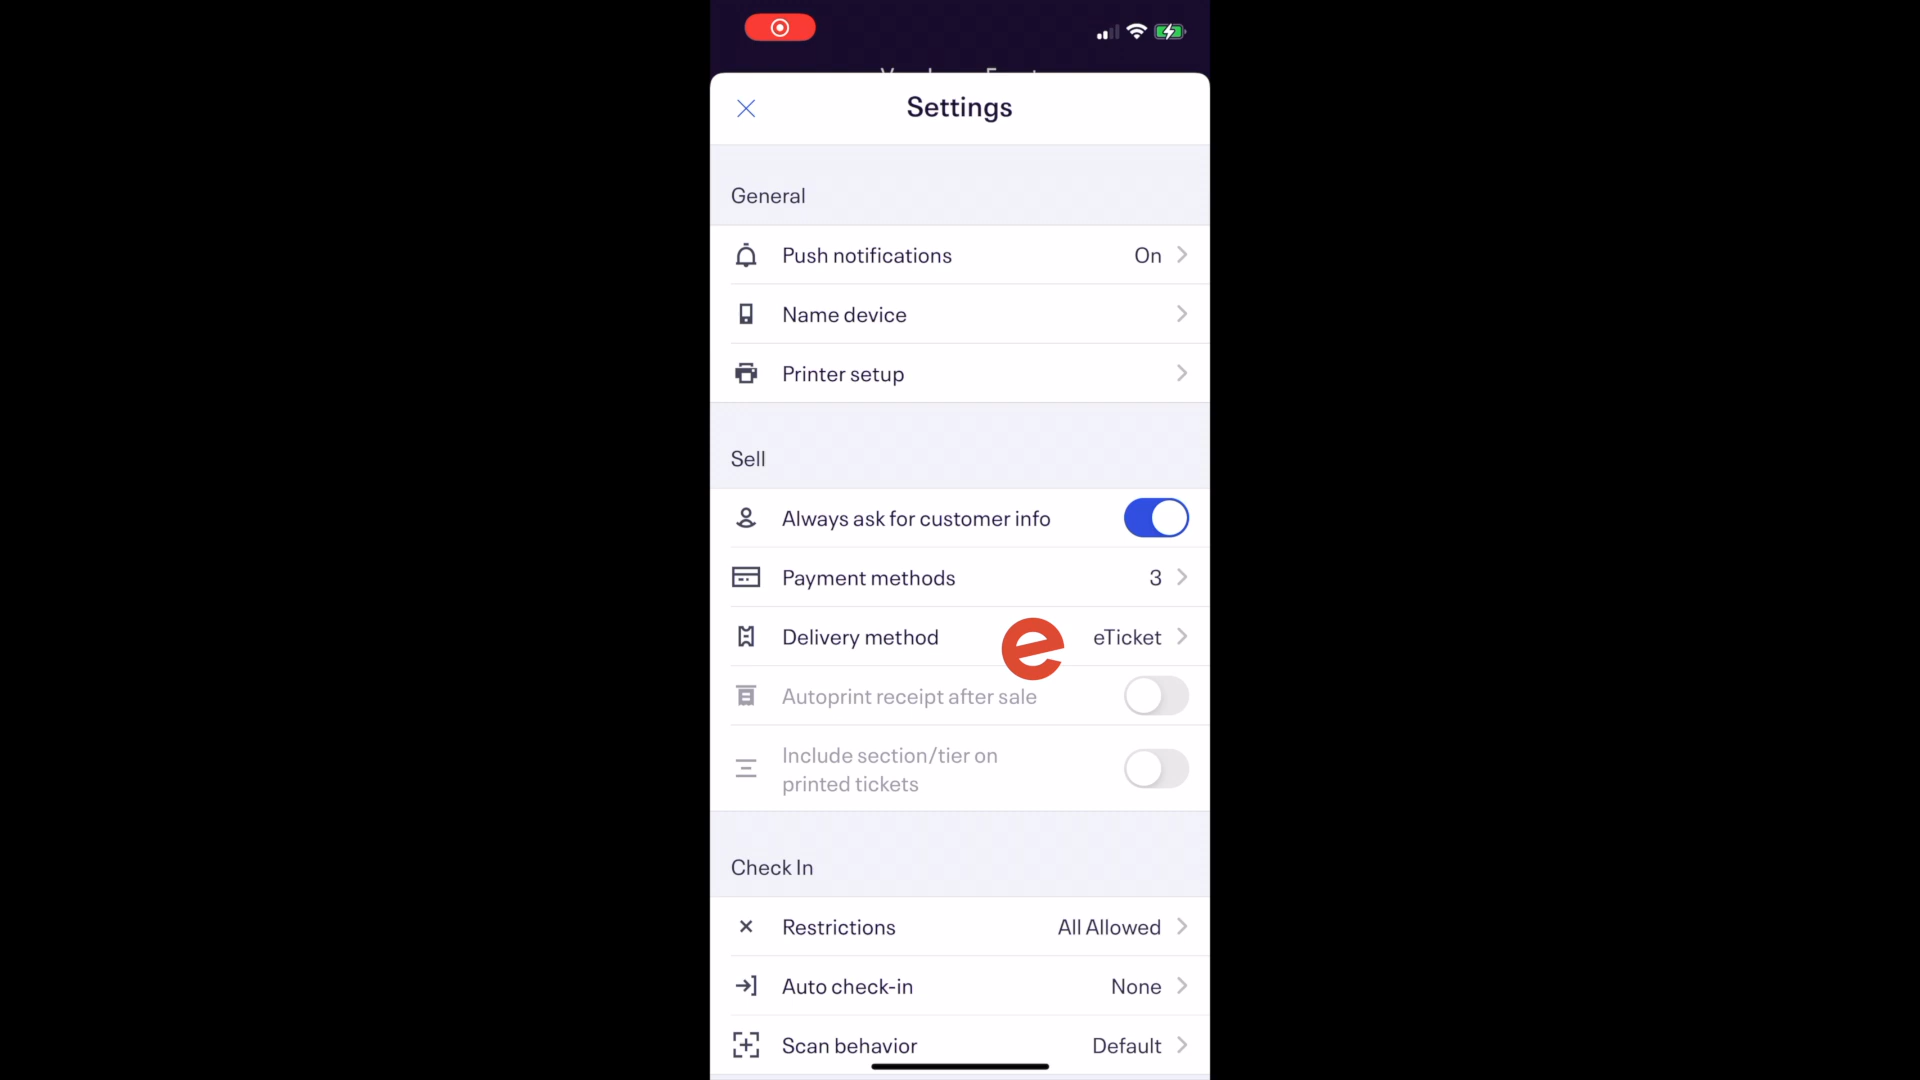 Settings
General
Push notifications On
Name device
Printer setup
Sell
Always ask for customer info
Payment methods 3
Delivery method eTicket
Autoprint receipt after sale
Include section/tier on
printed tickets
Check In
Restrictions All Allowed
Auto check-in None
Scan behavior Default